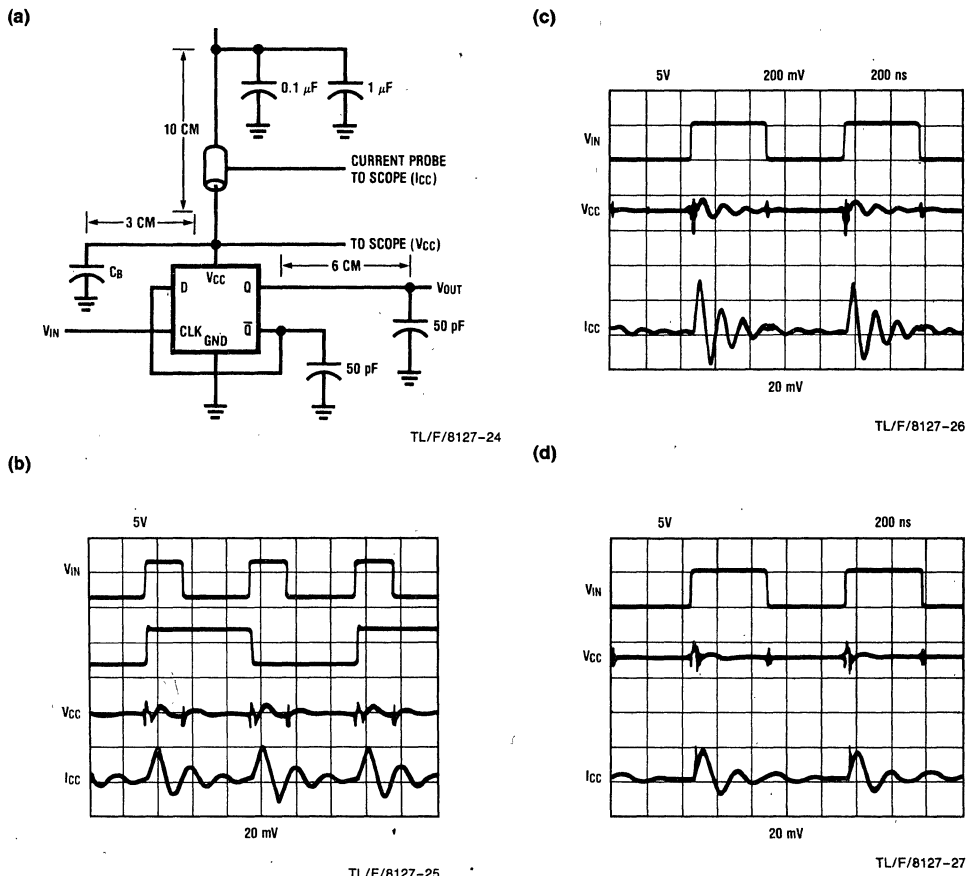 (a)
0.1 μF
1 μF
10 CM
CURRENT PROBE
TO SCOPE (ICC)
3 CM
TO SCOPE (VCC)
CB
6 CM
VCC
D
Q
VOUT
VIN
CLK
Q̅
GND
50 pF
50 pF
TL/F/8127–24
(b)
5V
VIN
VCC
ICC
20 mV
TL/F/8127–25
(c)
5V 200 mV 200 ns
VIN
VCC
ICC
20 mV
TL/F/8127–26
(d)
5V 200 ns
VIN
VCC
ICC
20 mV
TL/F/8127–27